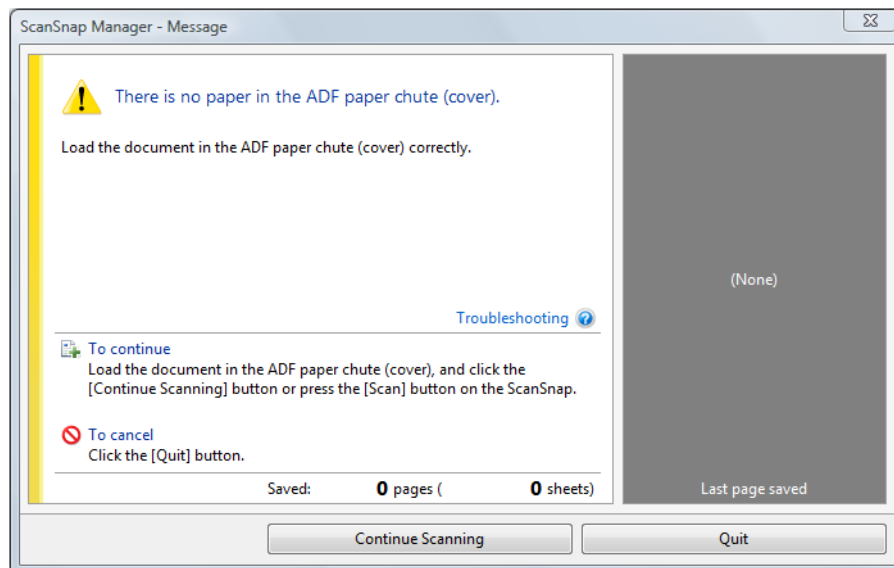 ScanSnap Manager - Message
There is no paper in the ADF paper chute (cover).
Load the document in the ADF paper chute (cover) correctly.
(None)
Troubleshooting
To continue
Load the document in the ADF paper chute (cover), and click the
[Continue Scanning] button or press the [Scan] button on the ScanSnap.
To cancel
Click the [Quit] button.
Saved: 0 pages ( 0 sheets)
Last page saved
Continue Scanning
Quit